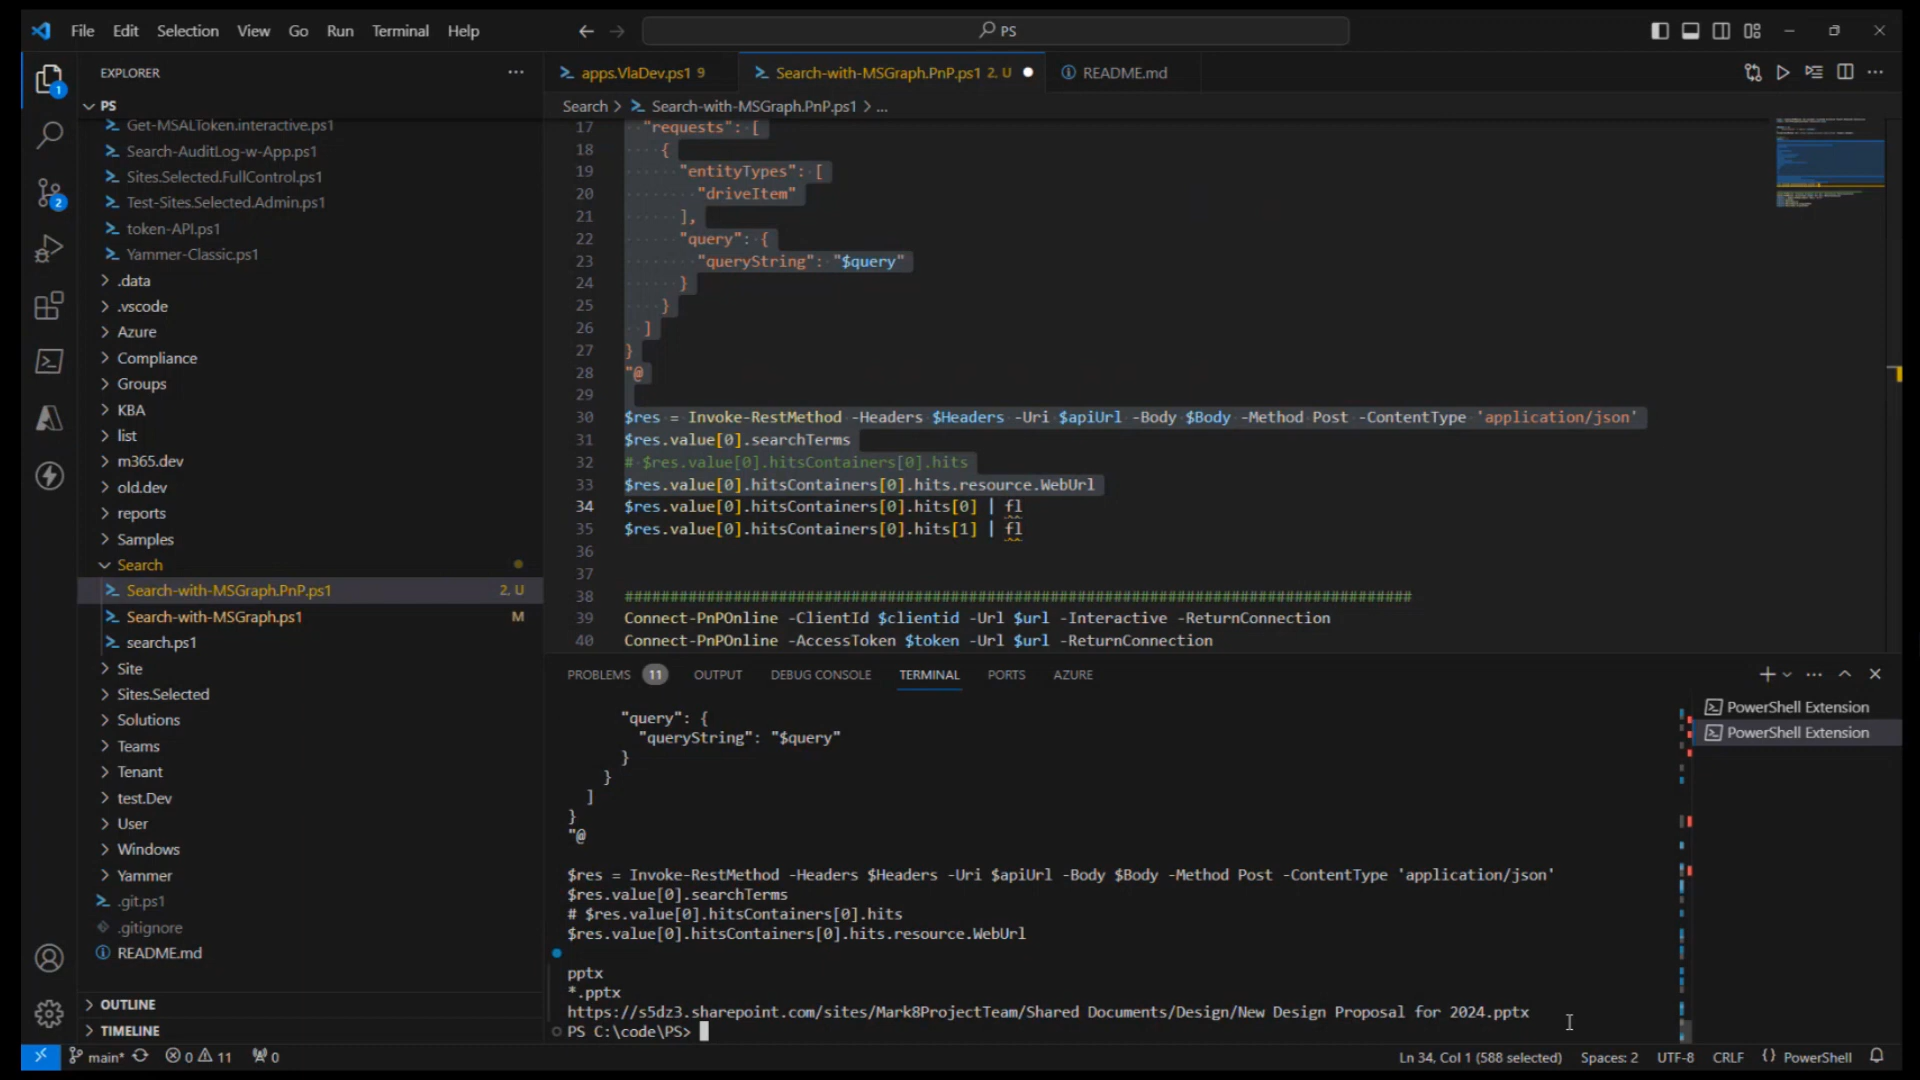 File Edit Selection View Go Run Terminal Help
PS
EXPLORER
PS
Get-MSALToken.interactive.ps1
Search-AuditLog-w-App.ps1
Sites.Selected.FullControl.ps1
Test-Sites.Selected.Admin.ps1
token-API.ps1
Yammer-Classic.ps1
.data
.vscode
Azure
Compliance
Groups
KBA
list
m365.dev
old.dev
reports
Samples
Search
Search-with-MSGraph.PnP.ps1 2, U
Search-with-MSGraph.ps1 M
search.ps1
Site
Sites.Selected
Solutions
Teams
Tenant
test.Dev
User
Windows
Yammer
.git.ps1
.gitignore
README.md
OUTLINE
TIMELINE
1
2
apps.VlaDev.ps1 9
Search-with-MSGraph.PnP.ps1 2, U
README.md
Search > Search-with-MSGraph.PnP.ps1 > ...
17 "requests": [
18 {
19 "entityTypes": [
20 "driveItem"
21 ],
22 "query": {
23 "queryString": "$query"
24 }
25 }
26 ]
27 }
28 "@
29
30 $res = Invoke-RestMethod -Headers $Headers -Uri $apiUrl -Body $Body -Method Post -ContentType 'application/json'
31 $res.value[0].searchTerms
32 # $res.value[0].hitsContainers[0].hits
33 $res.value[0].hitsContainers[0].hits.resource.WebUrl
34 $res.value[0].hitsContainers[0].hits[0] | fl
35 $res.value[0].hitsContainers[0].hits[1] | fl
36
37
38 #######################################################################################
39 Connect-PnPOnline -ClientId $clientid -Url $url -Interactive -ReturnConnection
40 Connect-PnPOnline -AccessToken $token -Url $url -ReturnConnection
PROBLEMS 11 OUTPUT DEBUG CONSOLE TERMINAL PORTS AZURE
PowerShell Extension
PowerShell Extension
"query": {
"queryString": "$query"
}
}
]
}
"@
$res = Invoke-RestMethod -Headers $Headers -Uri $apiUrl -Body $Body -Method Post -ContentType 'application/json'
$res.value[0].searchTerms
# $res.value[0].hitsContainers[0].hits
$res.value[0].hitsContainers[0].hits.resource.WebUrl
pptx
*.pptx
https://s5dz3.sharepoint.com/sites/Mark8ProjectTeam/Shared Documents/Design/New Design Proposal for 2024.pptx
PS C:\code\PS>
main* 0 11 0
Ln 34, Col 1 (588 selected) Spaces: 2 UTF-8 CRLF {} PowerShell